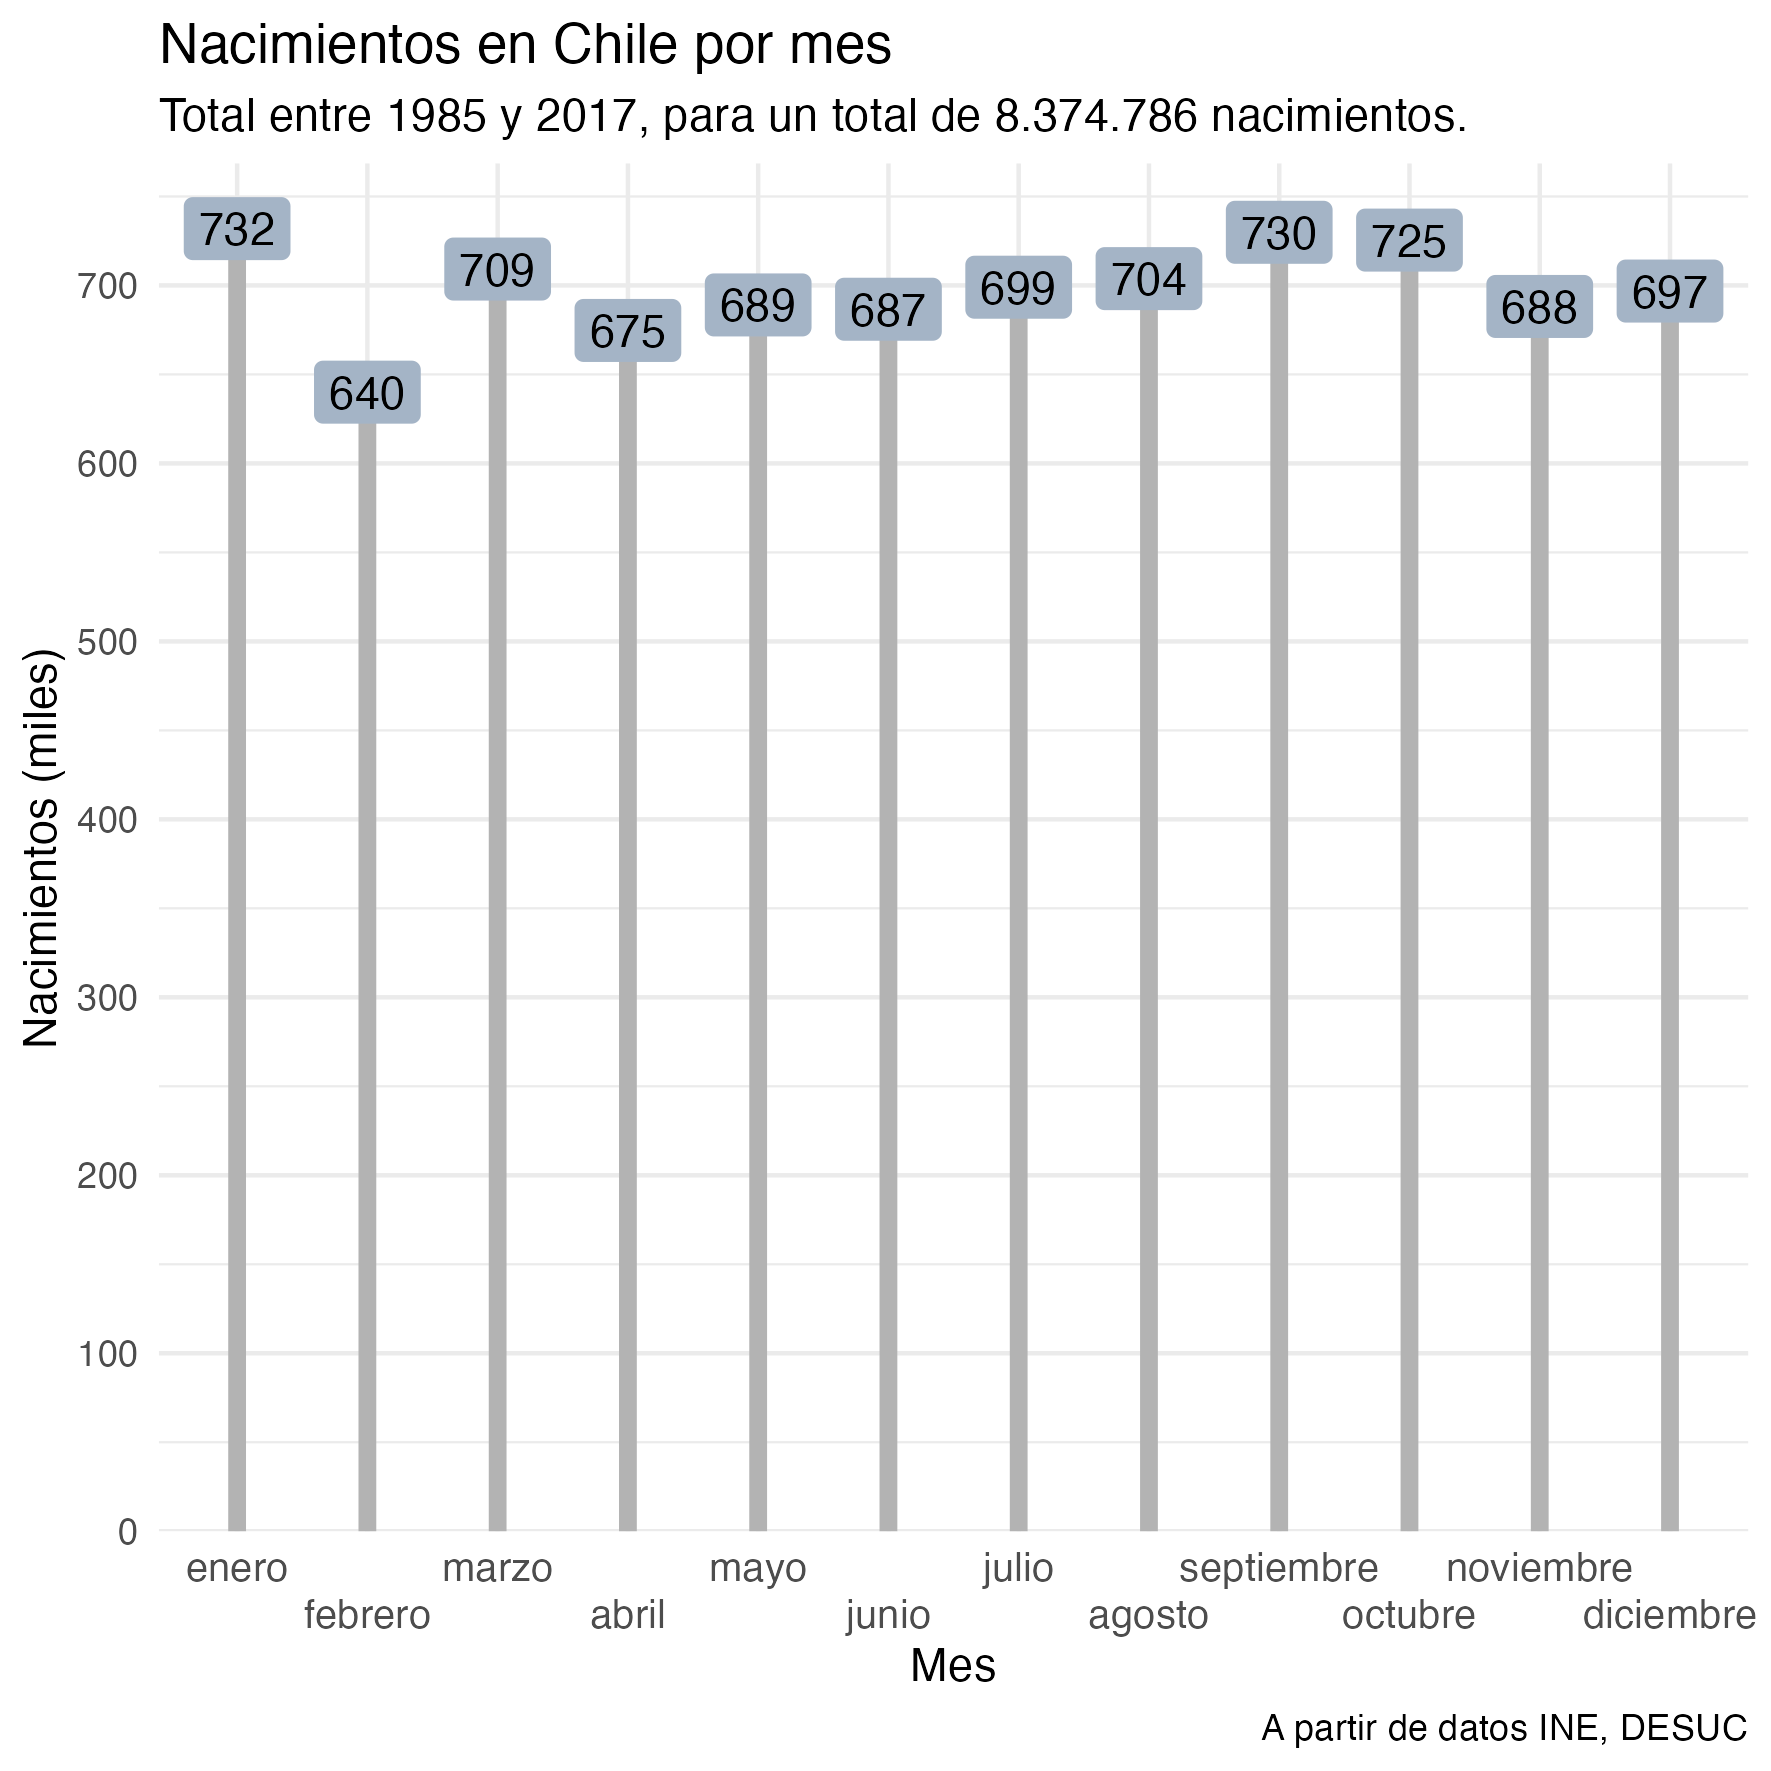 Nacimientos en Chile por mes
Total entre 1985 y 2017, para un total de 8.374.786 nacimientos.
732
640
709
675
689
687
699
704
730
725
688
697
700
600
500
400
300
200
100
0
Nacimientos (miles)
enero
febrero
marzo
abril
mayo
junio
julio
agosto
septiembre
octubre
noviembre
diciembre
Mes
A partir de datos INE, DESUC